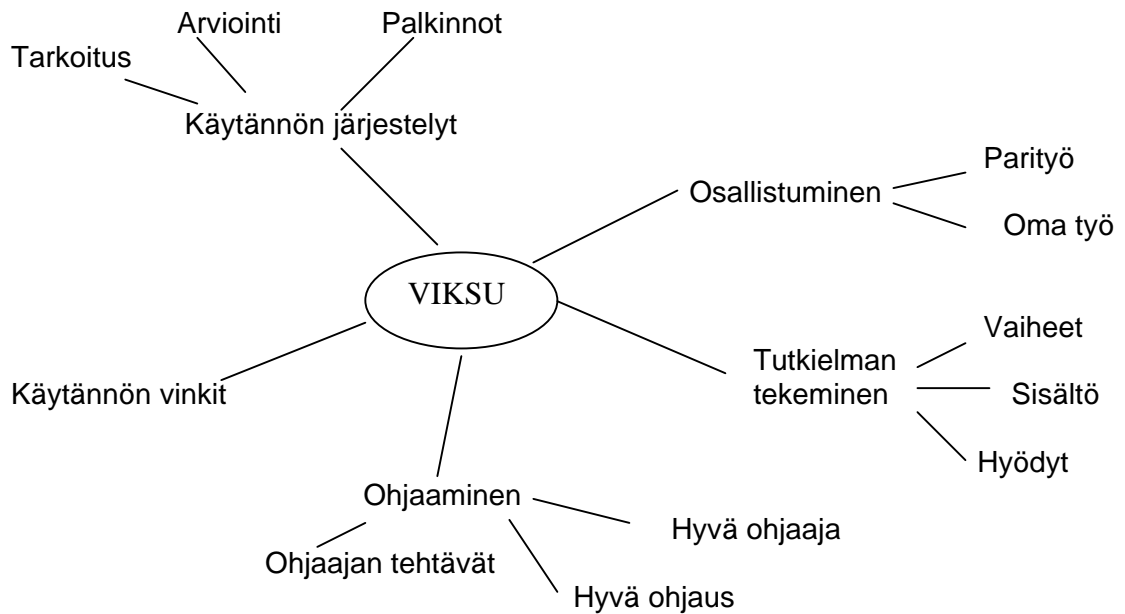 Arviointi
Palkinnot
Tarkoitus
Käytännön järjestelyt
Parityö
Osallistuminen
Oma työ
VIKSU
Vaiheet
Tutkielman
tekeminen
Sisältö
Käytännön vinkit
Hyödyt
Ohjaaminen
Hyvä ohjaaja
Ohjaajan tehtävät
Hyvä ohjaus